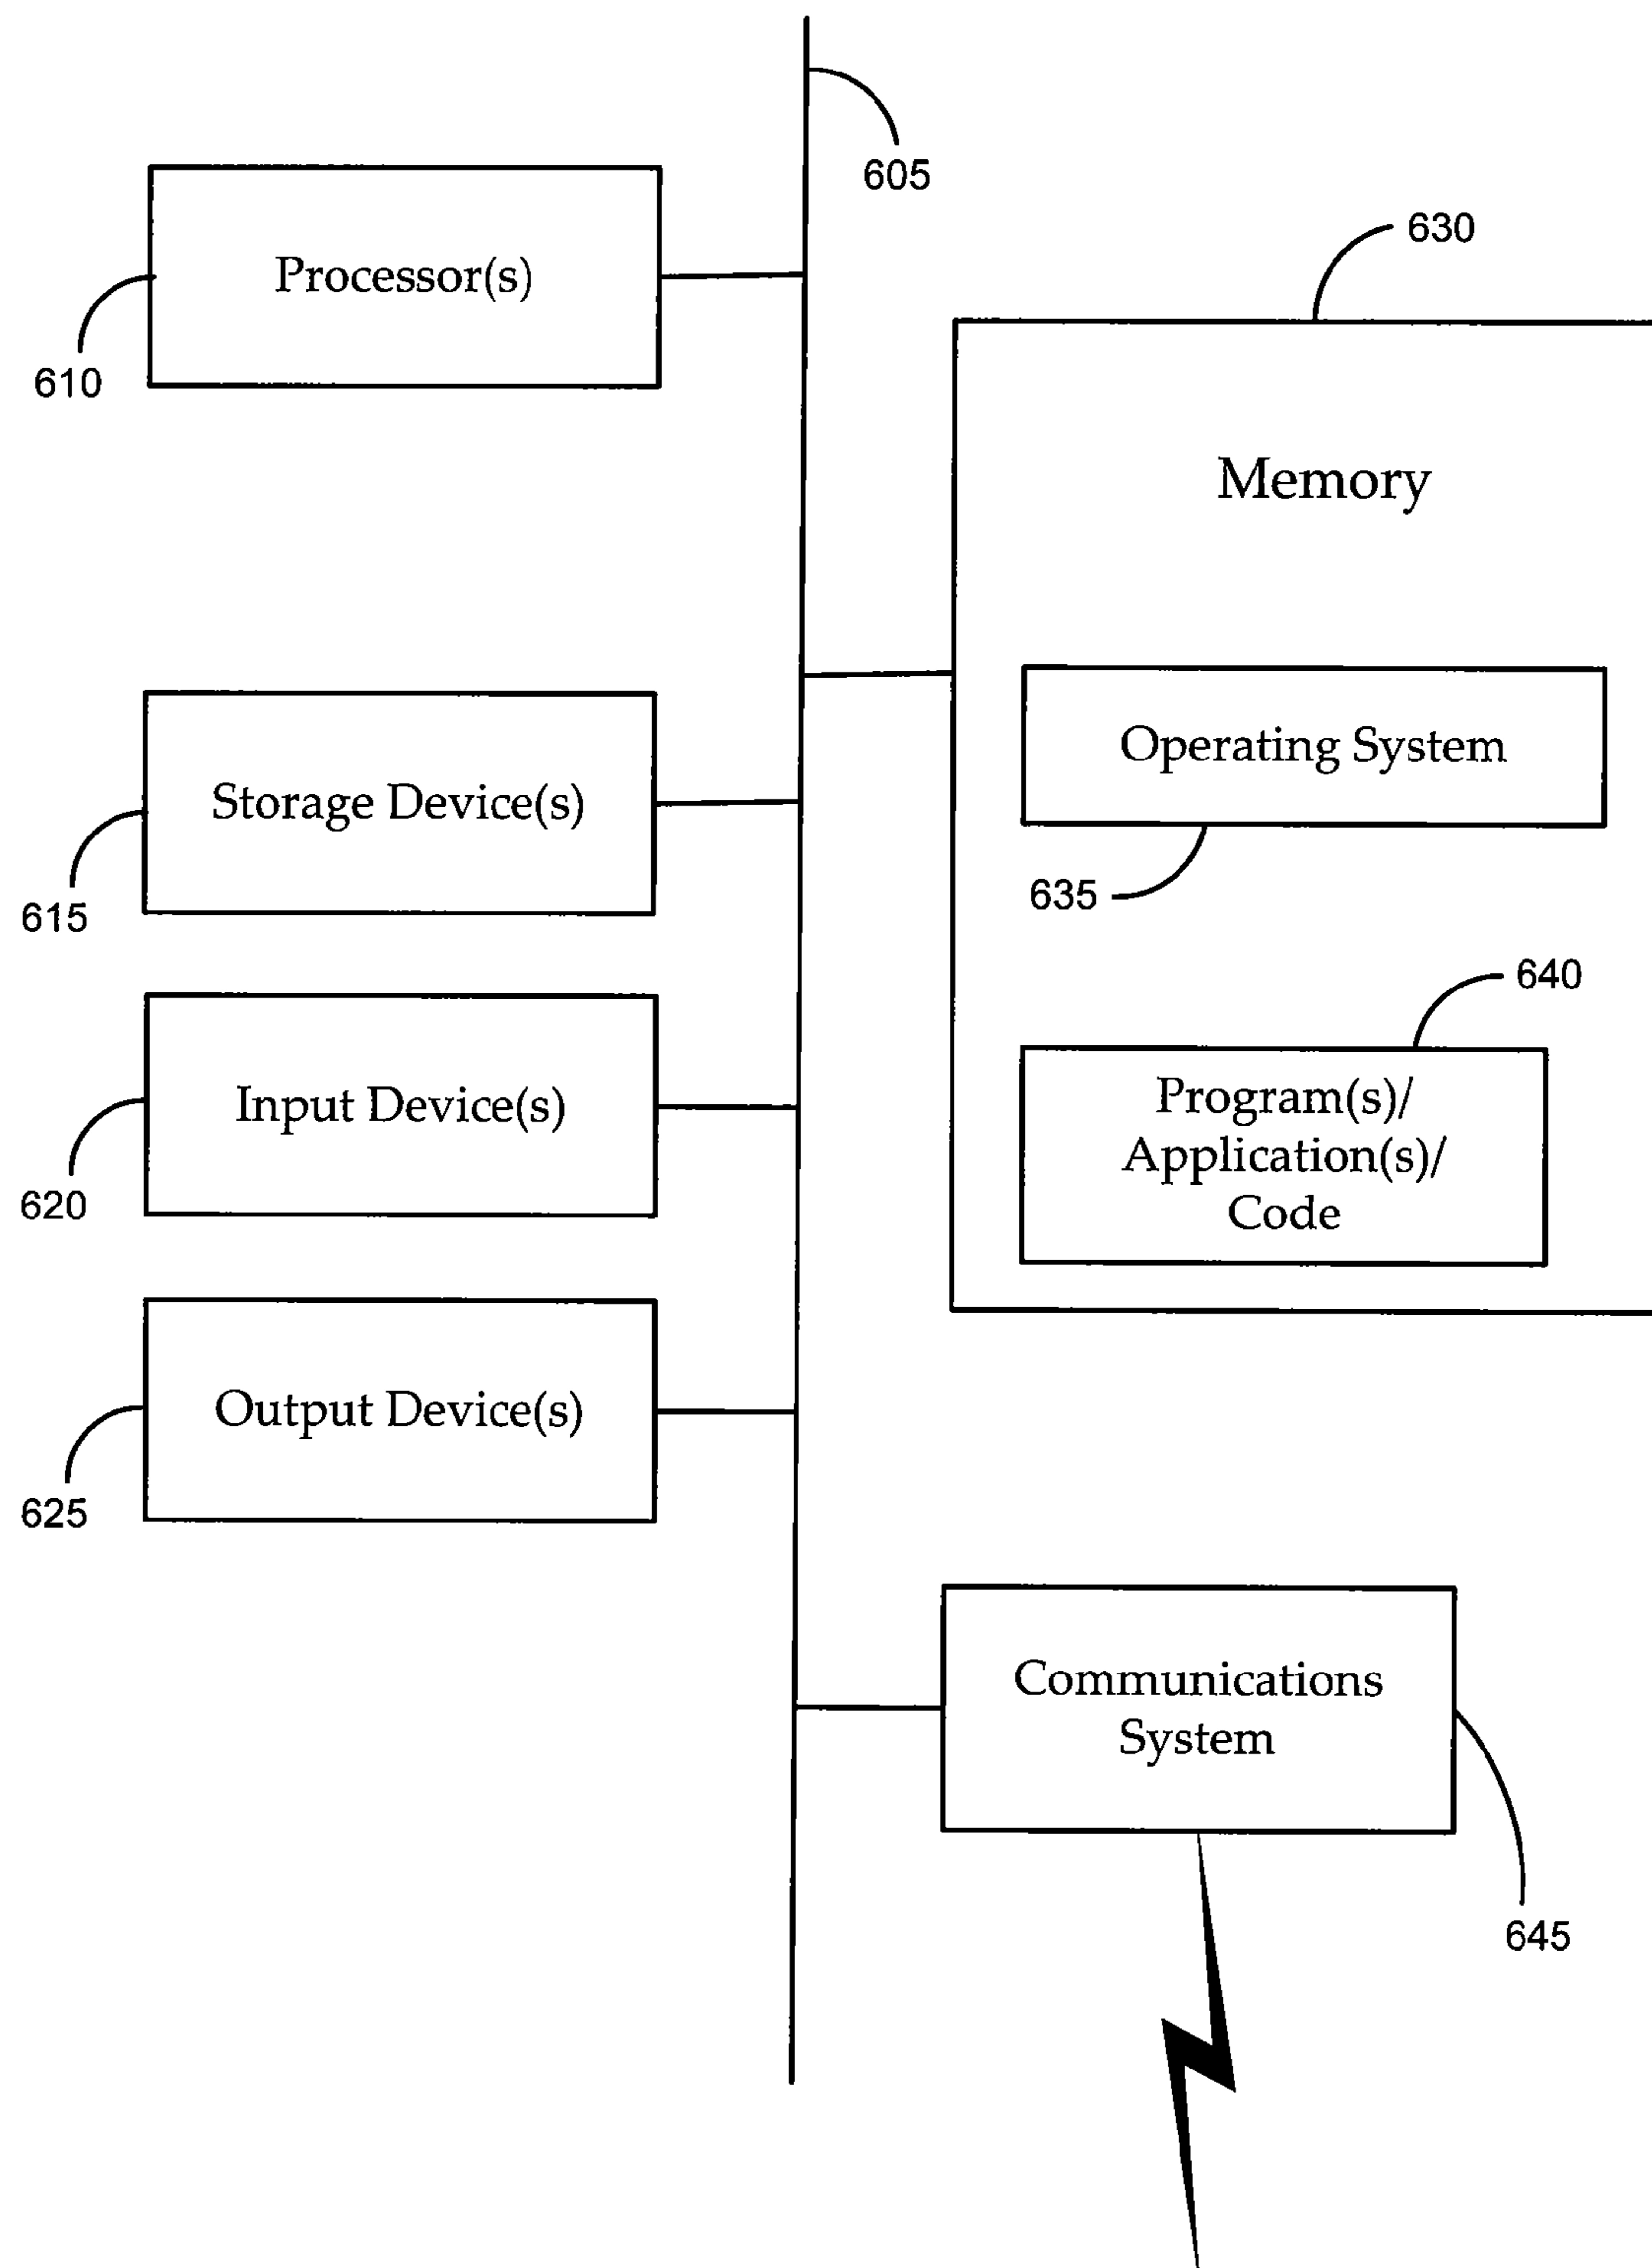 605
Processor(s)
610
630
Memory
Storage Device(s)
615
Operating System
635
Input Device(s)
620
640
Program(s)/
Application(s)/
Code
Output Device(s)
625
Communications
System
645